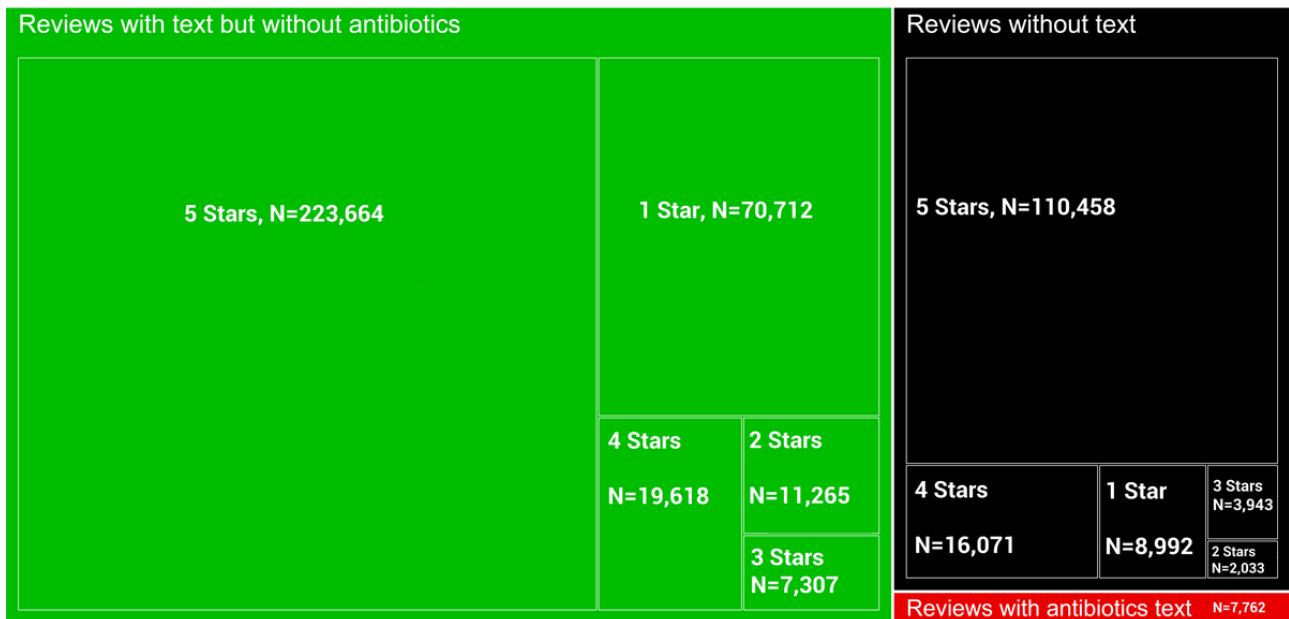 Reviews with text but without antibiotics
5 Stars, N=223,664
1 Star, N=70,712
4 Stars
N=19,618
2 Stars
N=11,265
3 Stars
N=7,307
Reviews without text
5 Stars, N=110,458
4 Stars
N=16,071
1 Star
N=8,992
3 Stars
N=3,943
2 Stars
N=2,033
Reviews with antibiotics text N=7,762